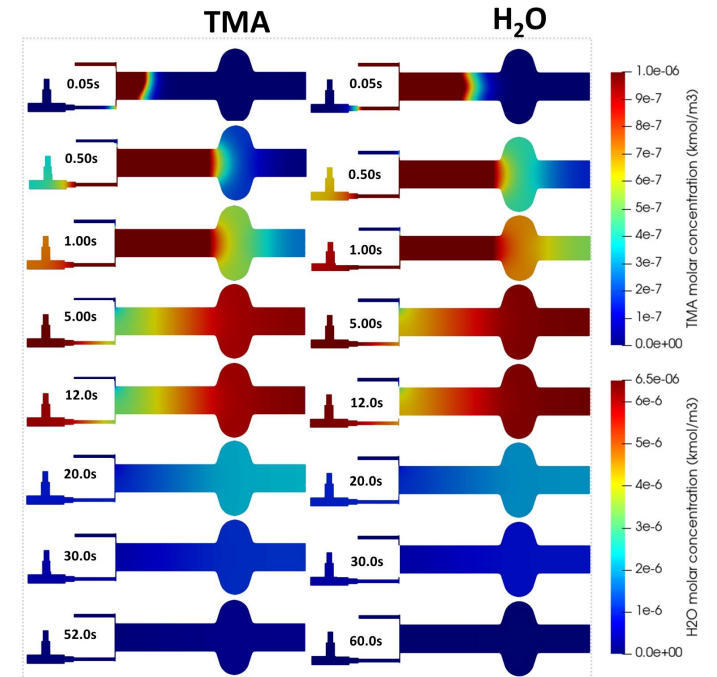 TMA H₂O
0.05s 0.05s
0.50s 0.50s
1.00s 1.00s
5.00s 5.00s
12.0s 12.0s
20.0s 20.0s
30.0s 30.0s
52.0s 60.0s
1.0e-06
9e-7
8e-7
7e-7
6e-7
5e-7
4e-7
3e-7
2e-7
1e-7
0.0e+00
TMA molar concentration (kmol/m3)
6.5e-06
6e-6
5e-6
4e-6
3e-6
2e-6
1e-6
0.0e+00
H2O molar concentration (kmol/m3)